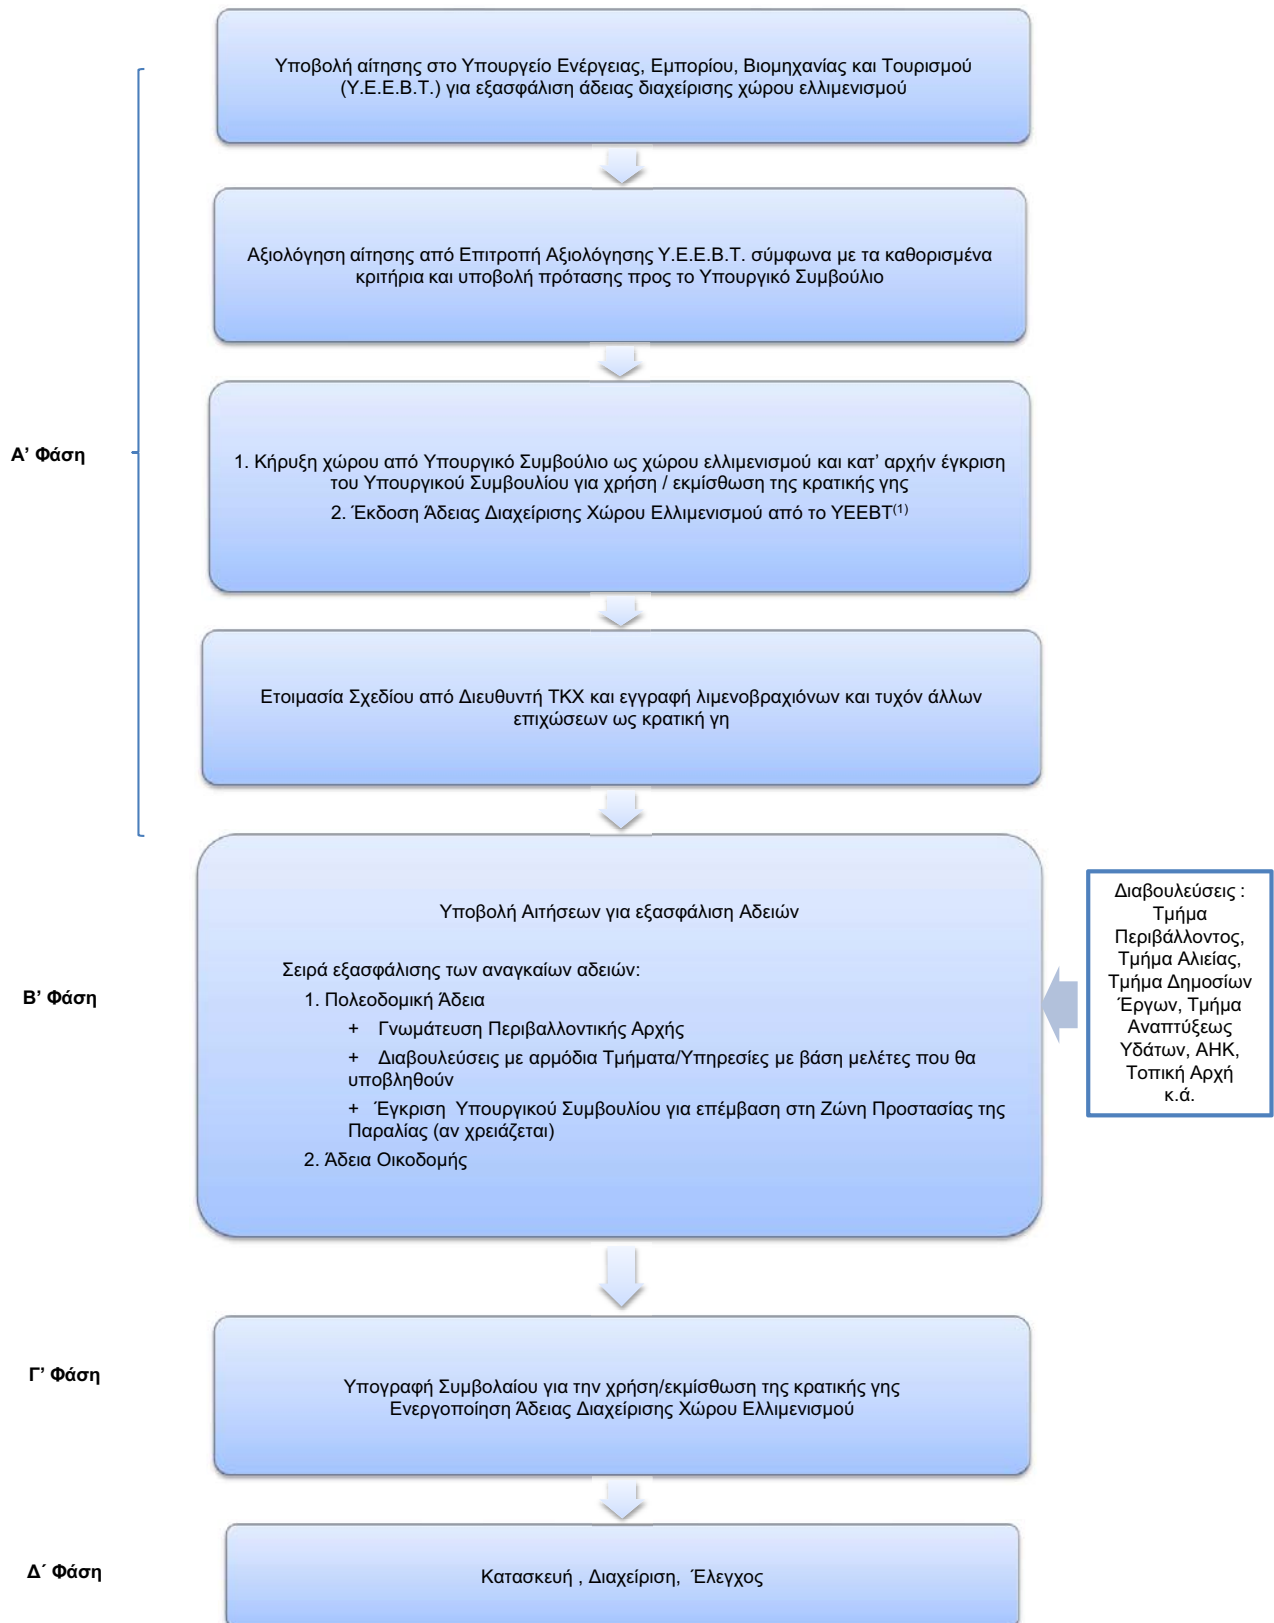 Υποβολή αίτησης στο Υπουργείο Ενέργειας, Εμπορίου, Βιομηχανίας και Τουρισμού
(Υ.Ε.Ε.Β.Τ.) για εξασφάλιση άδειας διαχείρισης χώρου ελλιμενισμού
Αξιολόγηση αίτησης από Επιτροπή Αξιολόγησης Υ.Ε.Ε.Β.Τ. σύμφωνα με τα καθορισμένα
κριτήρια και υποβολή πρότασης προς το Υπουργικό Συμβούλιο
Α' Φάση
1. Κήρυξη χώρου από Υπουργικό Συμβούλιο ως χώρου ελλιμενισμού και κατ' αρχήν έγκριση
του Υπουργικού Συμβουλίου για χρήση / εκμίσθωση της κρατικής γης
2. Έκδοση Άδειας Διαχείρισης Χώρου Ελλιμενισμού από το ΥΕΕΒΤ(1)
Ετοιμασία Σχεδίου από Διευθυντή ΤΚΧ και εγγραφή λιμενοβραχιόνων και τυχόν άλλων
επιχώσεων ως κρατική γη
Β' Φάση
Υποβολή Αιτήσεων για εξασφάλιση Αδειών
Σειρά εξασφάλισης των αναγκαίων αδειών:
1. Πολεοδομική Άδεια
+ Γνωμάτευση Περιβαλλοντικής Αρχής
+ Διαβουλεύσεις με αρμόδια Τμήματα/Υπηρεσίες με βάση μελέτες που θα
υποβληθούν
+ Έγκριση Υπουργικού Συμβουλίου για επέμβαση στη Ζώνη Προστασίας της
Παραλίας (αν χρειάζεται)
2. Άδεια Οικοδομής
Διαβουλεύσεις :
Τμήμα
Περιβάλλοντος,
Τμήμα Αλιείας,
Τμήμα Δημοσίων
Έργων, Τμήμα
Αναπτύξεως
Υδάτων, ΑΗΚ,
Τοπική Αρχή
κ.ά.
Γ' Φάση
Υπογραφή Συμβολαίου για την χρήση/εκμίσθωση της κρατικής γης
Ενεργοποίηση Άδειας Διαχείρισης Χώρου Ελλιμενισμού
Δ΄ Φάση
Κατασκευή , Διαχείριση, Έλεγχος